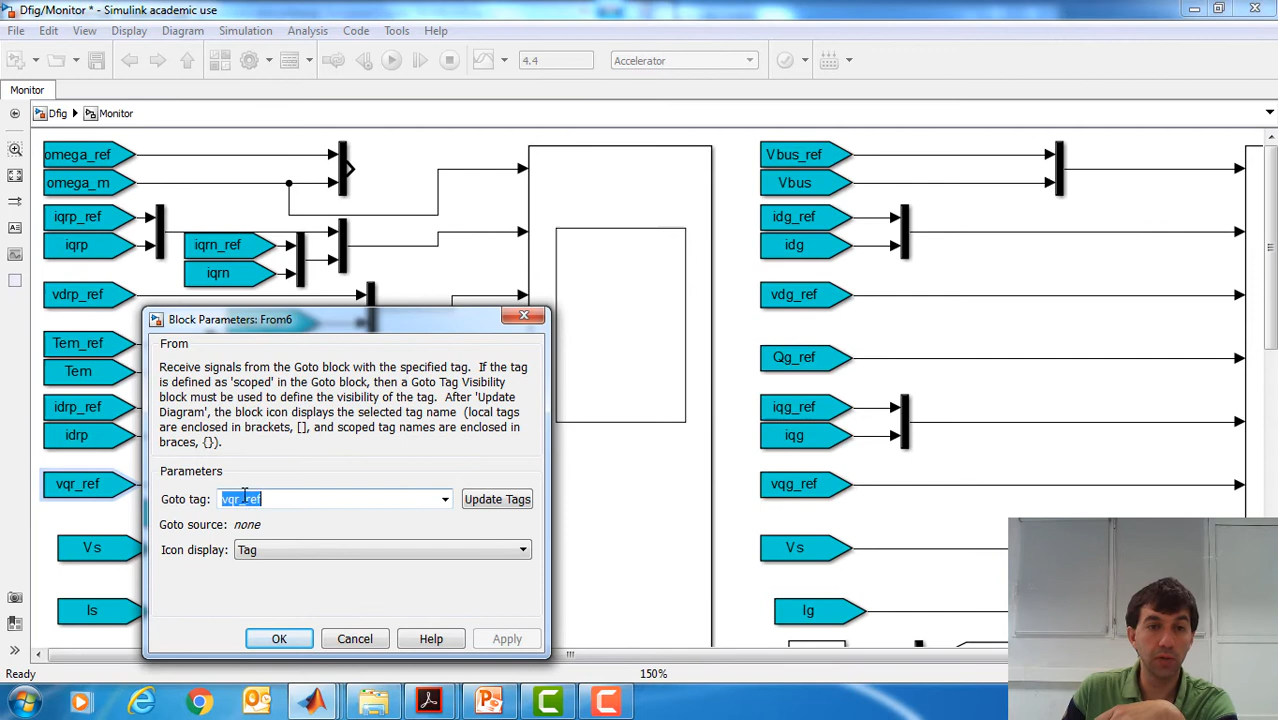 Dfig/Monitor * - Simulink academic use
File Edit View Display Diagram Simulation Analysis Code Tools Help
4.4
Accelerator
Monitor
Dfig Monitor
omega_ref
omega_m
iqrp_ref
iqrp
iqrn_ref
iqrn
vdrp_ref
Tem_ref
Tem
idrp_ref
idrp
vqr_ref
Vs
Is
Vbus_ref
Vbus
idg_ref
idg
vdg_ref
Qg_ref
iqg_ref
iqg
vqg_ref
Vs
Ig
Block Parameters: From6
From
Receive signals from the Goto block with the specified tag. If the tag
is defined as 'scoped' in the Goto block, then a Goto Tag Visibility
block must be used to define the visibility of the tag. After 'Update
Diagram', the block icon displays the selected tag name (local tags
are enclosed in brackets, [], and scoped tag names are enclosed in
braces, {}).
Parameters
Goto tag: vqr_ref Update Tags
Goto source: none
Icon display: Tag
OK Cancel Help Apply
Ready 150%